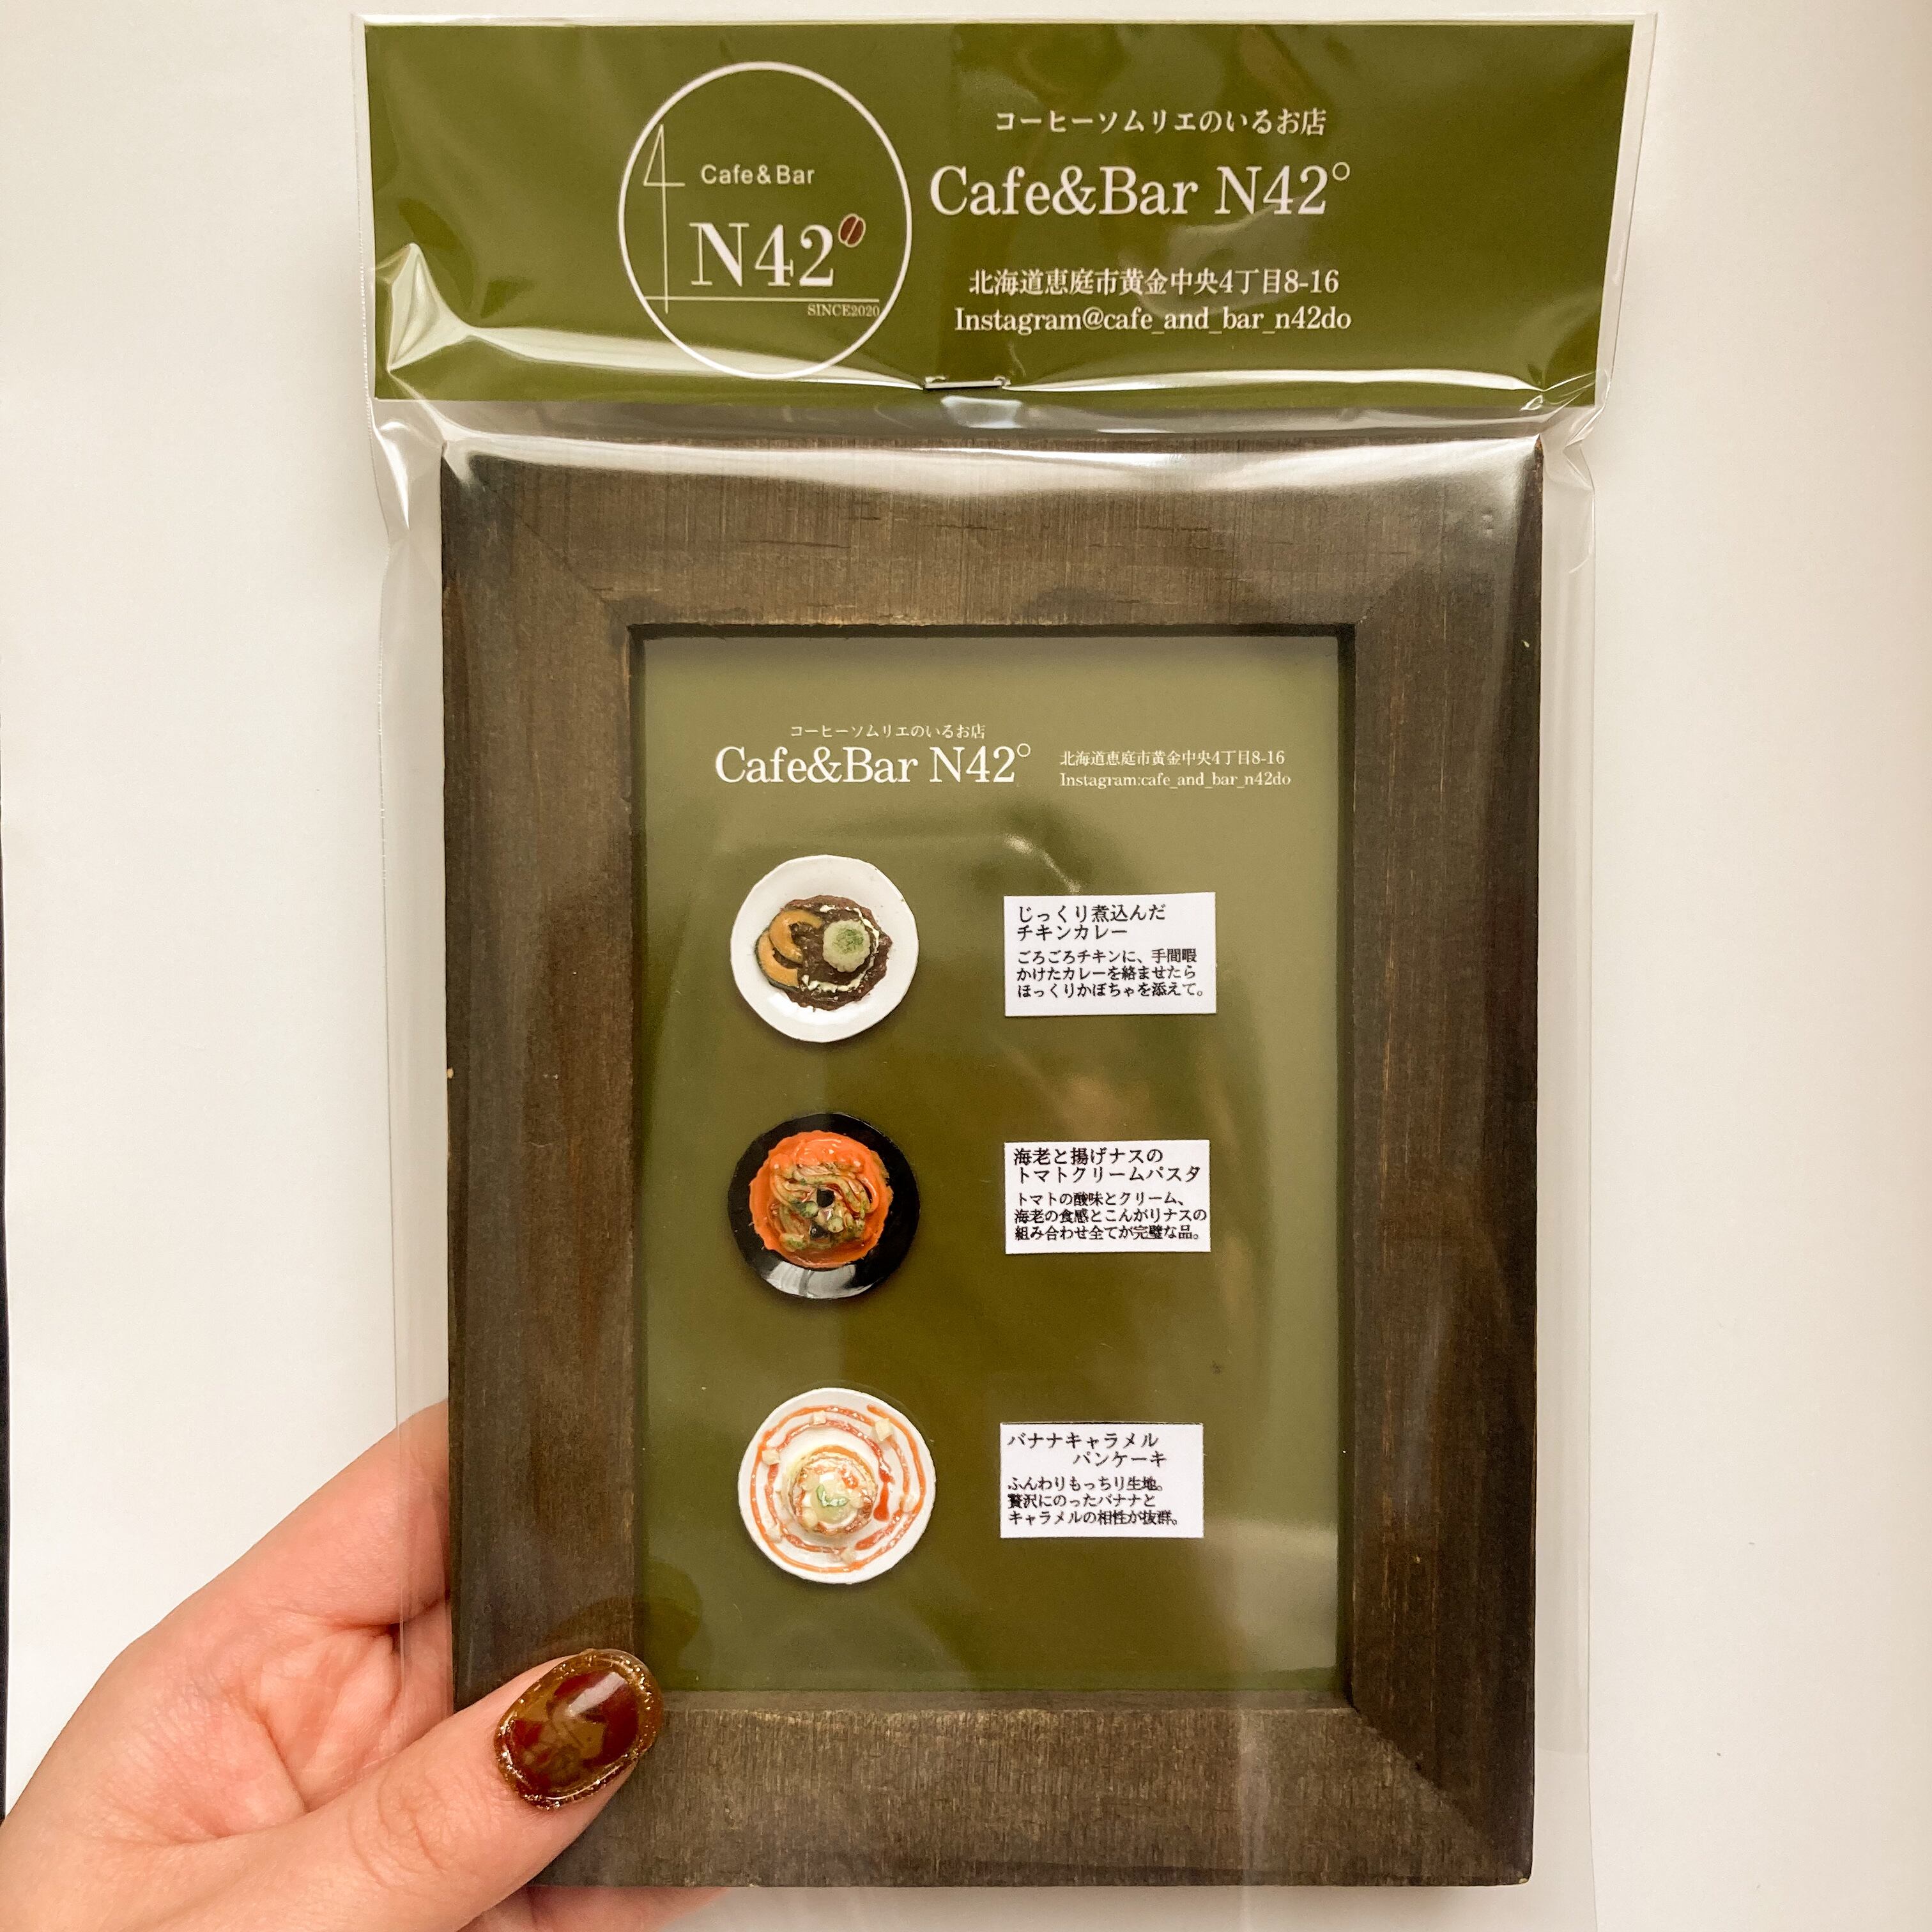 Cafe&Bar
N42°
SINCE2020
コーヒーソムリエのいるお店
Cafe&Bar N42°
北海道恵庭市黄金中央4丁目8-16
Instagram@cafe_and_bar_n42do
コーヒーソムリエのいるお店
Cafe&Bar N42°
北海道恵庭市黄金中央4丁目8-16
Instagram:cafe_and_bar_n42do
じっくり煮込んだ
チキンカレー
ごろごろチキンに、手間暇
かけたカレーを絡ませたら
ほっくりかぼちゃを添えて。
海老と揚げナスの
トマトクリームパスタ
トマトの酸味とクリーム、
海老の食感とこんがりナスの
組み合わせ全てが完璧な品。
バナナキャラメル
パンケーキ
ふんわりもっちり生地。
贅沢にのったバナナと
キャラメルの相性が抜群。